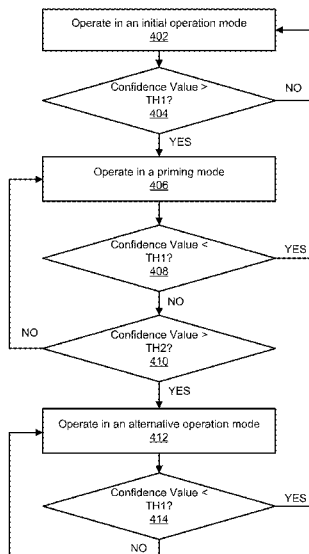 Operate in an initial operation mode
402
Confidence Value >
TH1?
404
NO
YES
Operate in a priming mode
406
Confidence Value <
TH1?
408
YES
NO
NO
Confidence Value >
TH2?
410
YES
Operate in an alternative operation mode
412
Confidence Value <
TH1?
414
YES
NO